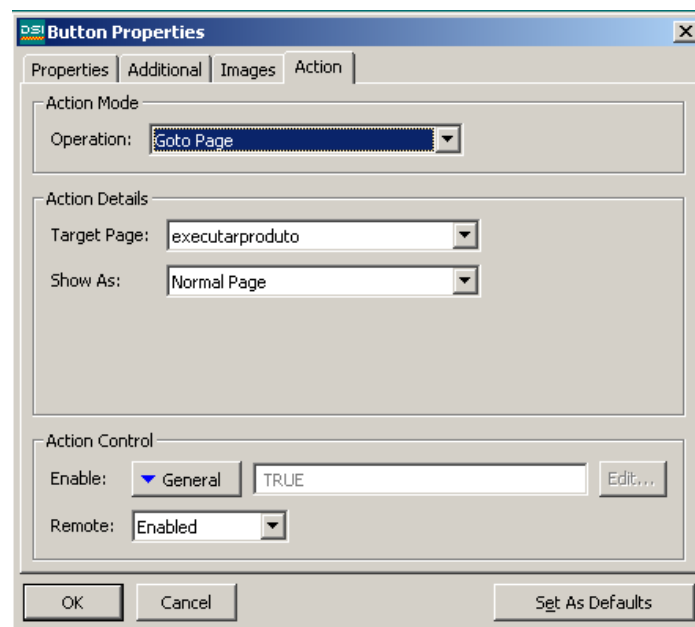 DSI Button Properties
Properties Additional Images Action
Action Mode
Operation: Goto Page
Action Details
Target Page: executarproduto
Show As: Normal Page
Action Control
Enable: General TRUE Edit...
Remote: Enabled
OK Cancel Set As Defaults